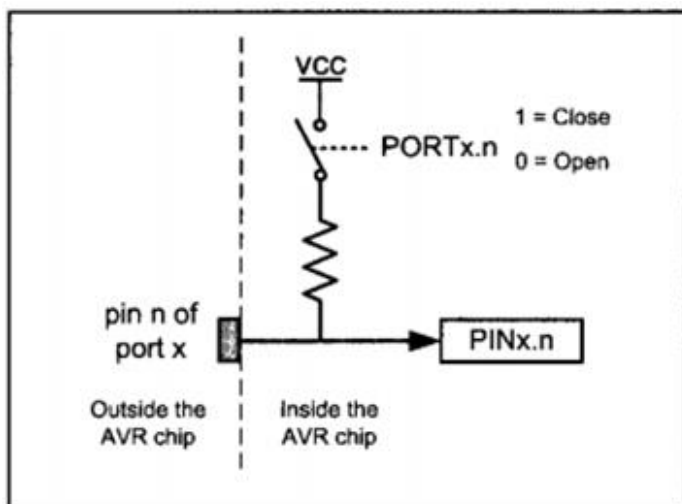 VCC
PORTx.n
1 = Close
0 = Open
pin n of
port x
PINx.n
Outside the
AVR chip
Inside the
AVR chip